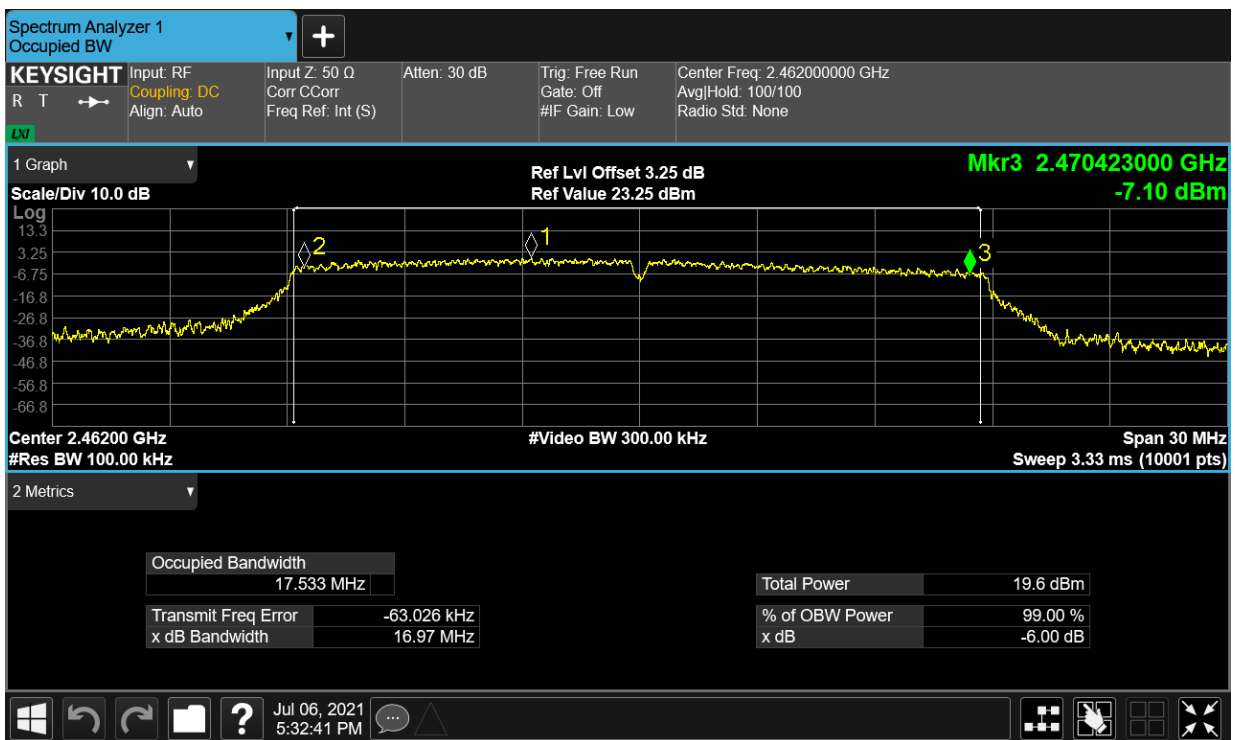 Spectrum Analyzer 1
Occupied BW
▼
+
KEYSIGHT
R T
LXI
Input: RF
Coupling: DC
Align: Auto
Input Z: 50 Ω
Corr CCorr
Freq Ref: Int (S)
Atten: 30 dB
Trig: Free Run
Gate: Off
#IF Gain: Low
Center Freq: 2.462000000 GHz
Avg|Hold: 100/100
Radio Std: None
1 Graph ▼
Scale/Div 10.0 dB
Ref Lvl Offset 3.25 dB
Ref Value 23.25 dBm
Mkr3 2.470423000 GHz
-7.10 dBm
Log
13.3
3.25
-6.75
-16.8
-26.8
-36.8
-46.8
-56.8
-66.8
2
1
3
Center 2.46200 GHz
#Res BW 100.00 kHz
#Video BW 300.00 kHz
Span 30 MHz
Sweep 3.33 ms (10001 pts)
2 Metrics ▼
Occupied Bandwidth
17.533 MHz
Transmit Freq Error -63.026 kHz
x dB Bandwidth 16.97 MHz
Total Power 19.6 dBm
% of OBW Power 99.00 %
x dB -6.00 dB
?
Jul 06, 2021
5:32:41 PM